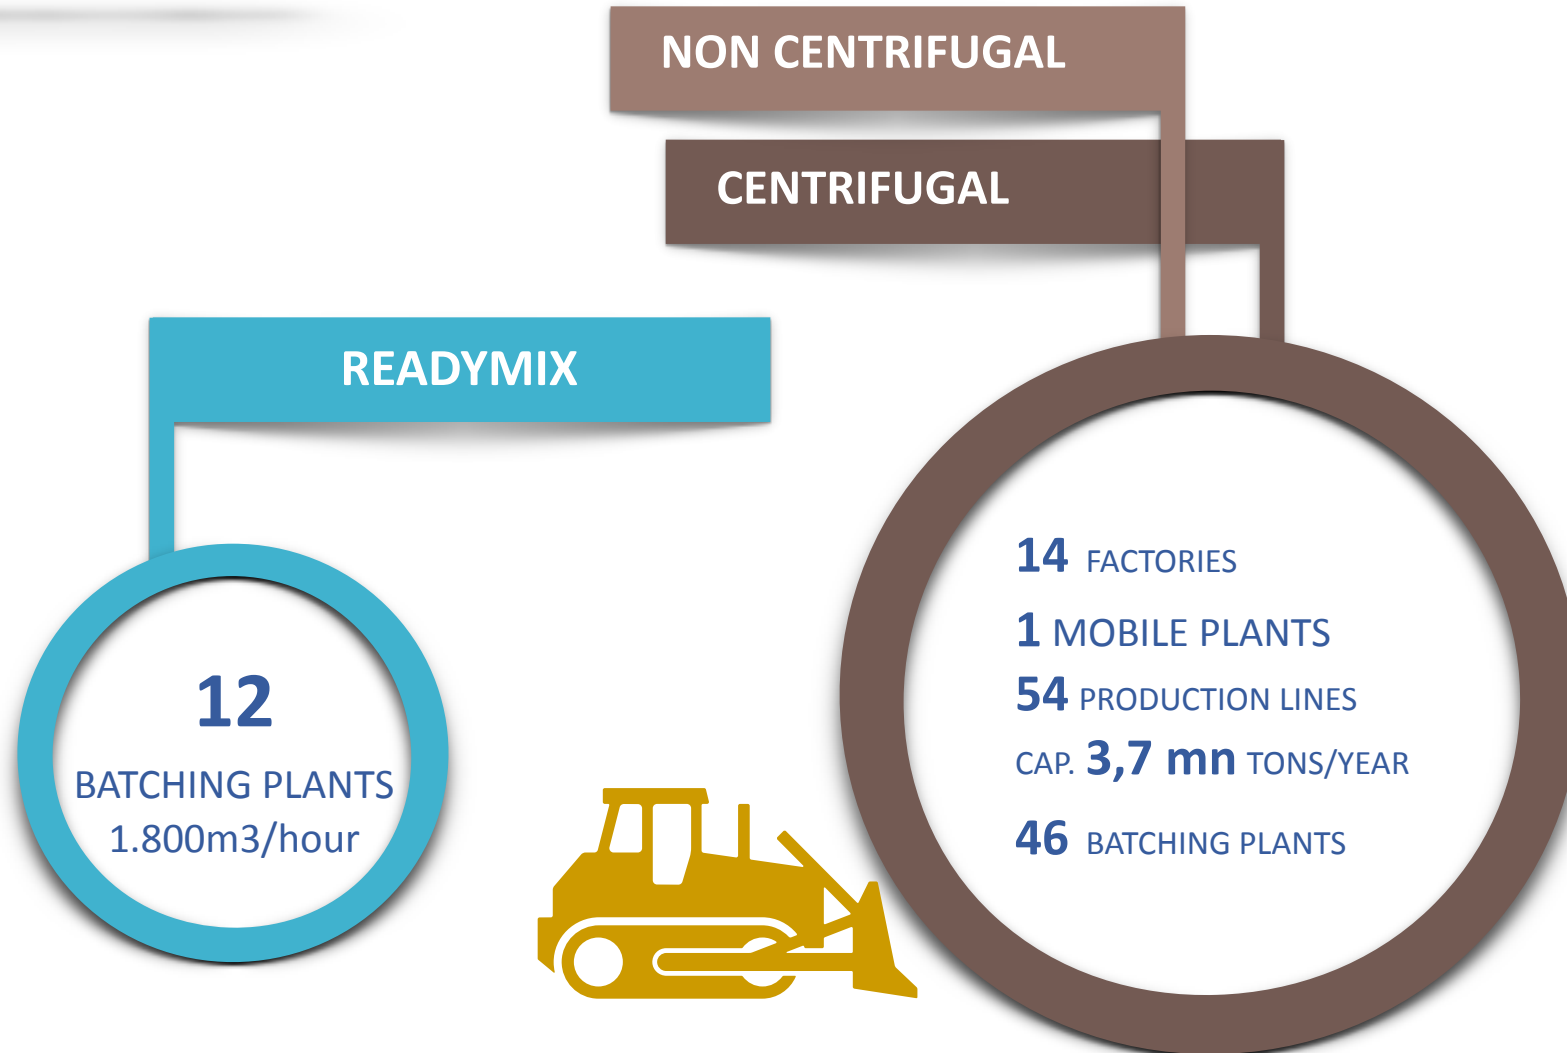 NON CENTRIFUGAL
CENTRIFUGAL
READYMIX
12
BATCHING PLANTS
1.800m3/hour
14 FACTORIES
1 MOBILE PLANTS
54 PRODUCTION LINES
CAP. 3,7 mn TONS/YEAR
46 BATCHING PLANTS